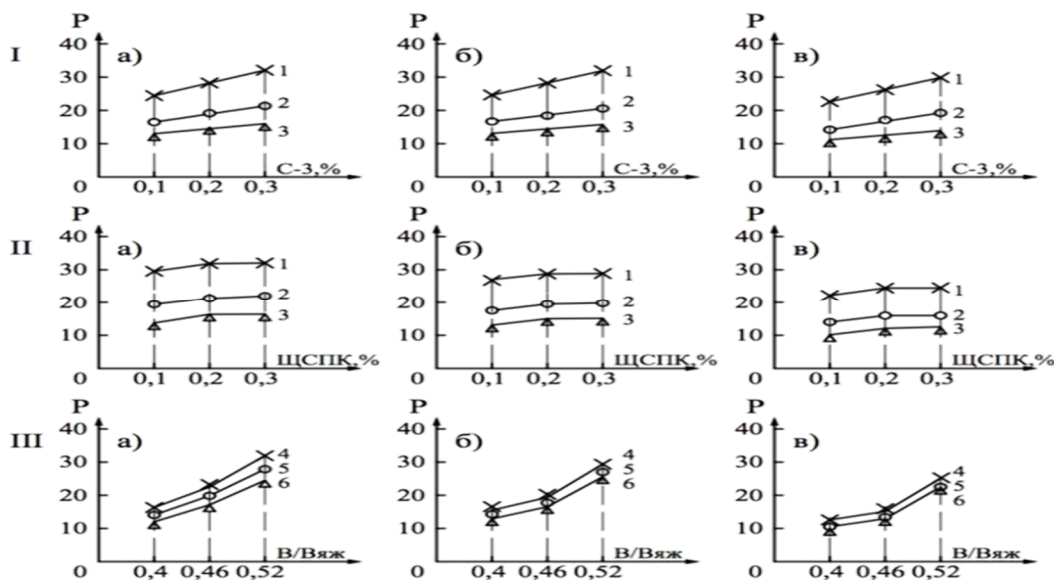 P P P
I 40 а) 40 б) 40 в)
30 1 30 1 30 1
20 2 20 2 20 2
10 3 10 3 10 3
0 С-3,% 0 С-3,% 0 С-3,%
0,1 0,2 0,3 0,1 0,2 0,3 0,1 0,2 0,3
P P P
II 40 а) 40 б) 40 в)
30 1 30 1 30 1
20 2 20 2 20 2
10 3 10 3 10 3
0 ЩСПК,% 0 ЩСПК,% 0 ЩСПК,%
0,1 0,2 0,3 0,1 0,2 0,3 0,1 0,2 0,3
P P P
III 40 а) 40 б) 40 в)
30 4 30 4 30 4
20 5 20 5 20 5
10 6 10 6 10 6
0 В/Вяж 0 В/Вяж 0 В/Вяж
0,4 0,46 0,52 0,4 0,46 0,52 0,4 0,46 0,52